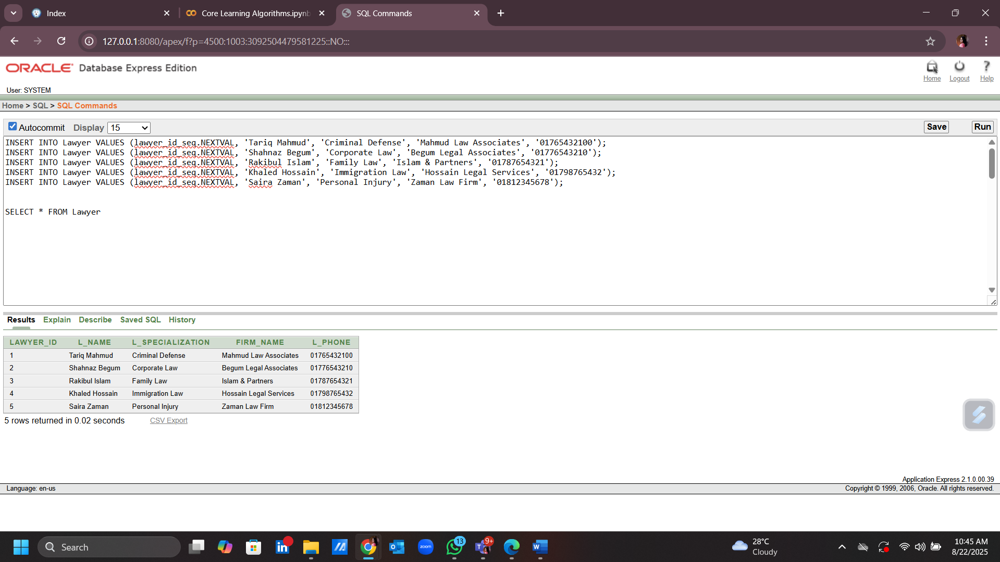 Index
Core Learning Algorithms.ipynb
SQL Commands
127.0.0.1:8080/apex/f?p=4500:1003:3092504479581225::NO:::
ORACLE Database Express Edition
Home
Logout
Help
User: SYSTEM
Home > SQL > SQL Commands
Autocommit Display 15
Save
Run
INSERT INTO Lawyer VALUES (lawyer_id_seq.NEXTVAL, 'Tariq Mahmud', 'Criminal Defense', 'Mahmud Law Associates', '01765432100');
INSERT INTO Lawyer VALUES (lawyer_id_seq.NEXTVAL, 'Shahnaz Begum', 'Corporate Law', 'Begum Legal Associates', '01776543210');
INSERT INTO Lawyer VALUES (lawyer_id_seq.NEXTVAL, 'Rakibul Islam', 'Family Law', 'Islam & Partners', '01787654321');
INSERT INTO Lawyer VALUES (lawyer_id_seq.NEXTVAL, 'Khaled Hossain', 'Immigration Law', 'Hossain Legal Services', '01798765432');
INSERT INTO Lawyer VALUES (lawyer_id_seq.NEXTVAL, 'Saira Zaman', 'Personal Injury', 'Zaman Law Firm', '01812345678');
SELECT * FROM Lawyer
Results Explain Describe Saved SQL History
LAWYER_ID L_NAME L_SPECIALIZATION FIRM_NAME L_PHONE
1 Tariq Mahmud Criminal Defense Mahmud Law Associates 01765432100
2 Shahnaz Begum Corporate Law Begum Legal Associates 01776543210
3 Rakibul Islam Family Law Islam & Partners 01787654321
4 Khaled Hossain Immigration Law Hossain Legal Services 01798765432
5 Saira Zaman Personal Injury Zaman Law Firm 01812345678
5 rows returned in 0.02 seconds CSV Export
Application Express 2.1.0.00.39
Language: en-us
Copyright © 1999, 2006, Oracle. All rights reserved.
Search
zoom
13
9+
28°C
Cloudy
10:45 AM
8/22/2025